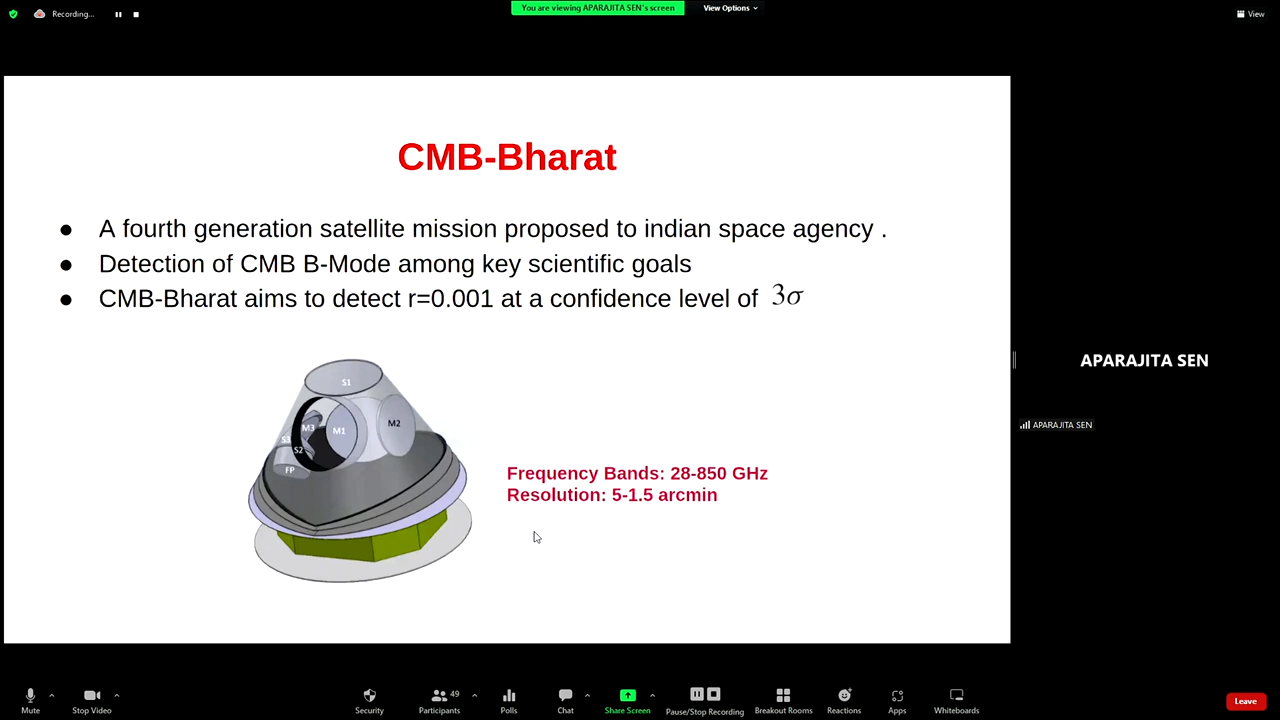 Recording...
You are viewing APARAJITA SEN's screen
View Options
View
CMB-Bharat
● A fourth generation satellite mission proposed to indian space agency .
● Detection of CMB B-Mode among key scientific goals
● CMB-Bharat aims to detect r=0.001 at a confidence level of 3σ
S1
M3
M1
M2
S3
S2
FP
Frequency Bands: 28-850 GHz
Resolution: 5-1.5 arcmin
APARAJITA SEN
APARAJITA SEN
Mute
Stop Video
Security
Participants
49
Polls
Chat
Share Screen
Pause/Stop Recording
Breakout Rooms
Reactions
Apps
Whiteboards
Leave